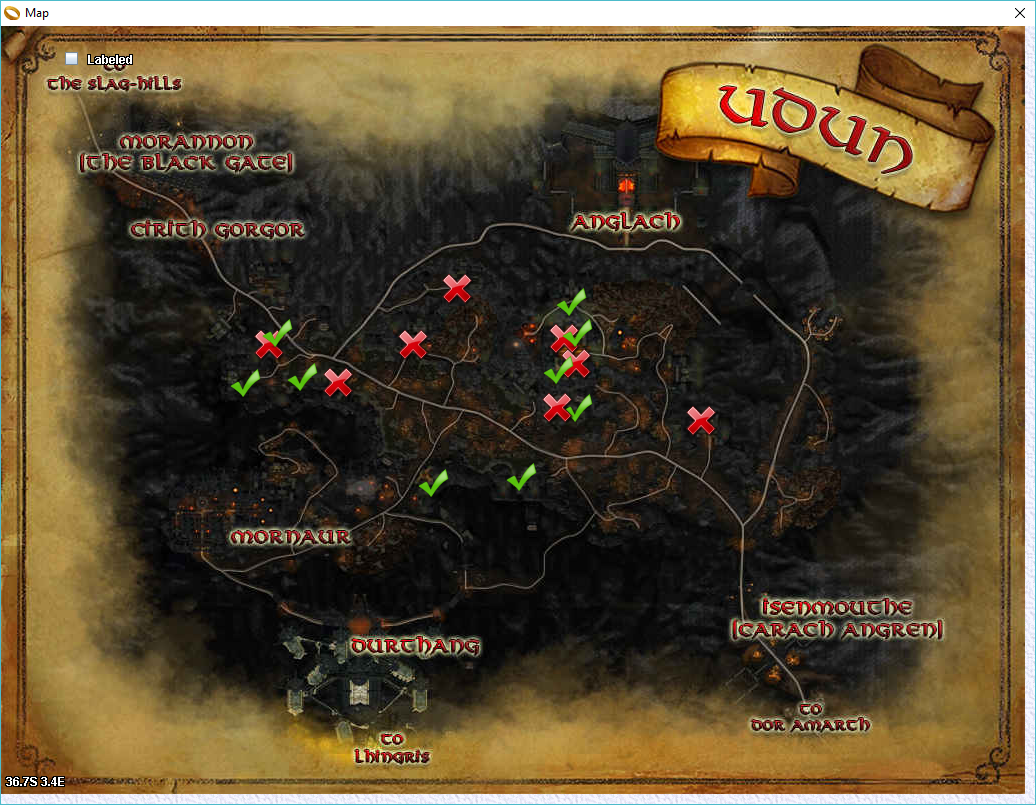 Map
Labeled
to
the slag-hills
udun
morannon
(the black gate)
anglach
cirith gorgor
mornaur
isenmouthe
(carach angren)
durthang
to
dor amarth
to
lhingris
36.7S 3.4E